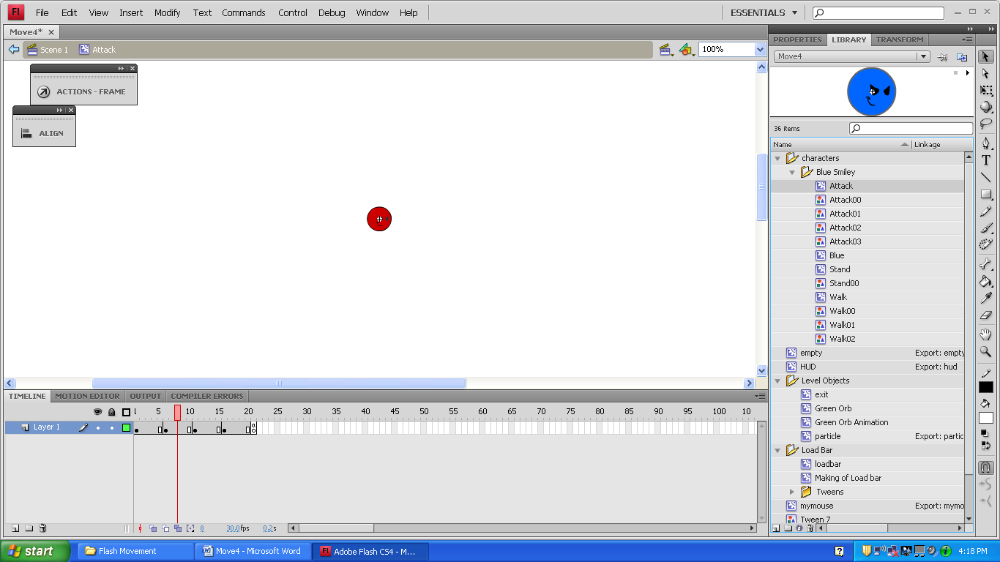 Fl File Edit View Insert Modify Text Commands Control Debug Window Help ESSENTIALS
Move4*
Scene 1 Attack 100%
ACTIONS - FRAME
ALIGN
PROPERTIES LIBRARY TRANSFORM
Move4
36 items
Name Linkage
characters
Blue Smiley
Attack
Attack00
Attack01
Attack02
Attack03
Blue
Stand
Stand00
Walk
Walk00
Walk01
Walk02
empty Export: empty
HUD Export: hud
Level Objects
exit
Green Orb
Green Orb Animation
particle Export: partic
Load Bar
loadbar
Making of Load bar
Tweens
mymouse Export: mymo
Tween 7
TIMELINE MOTION EDITOR OUTPUT COMPILER ERRORS
5 10 15 20 25 30 35 40 45 50 55 60 65 70 75 80 85 90 95 100 10
Layer 1
8 30.0fps 0.2s
start Flash Movement Move4 - Microsoft Word Fl Adobe Flash CS4 - M... 4:18 PM